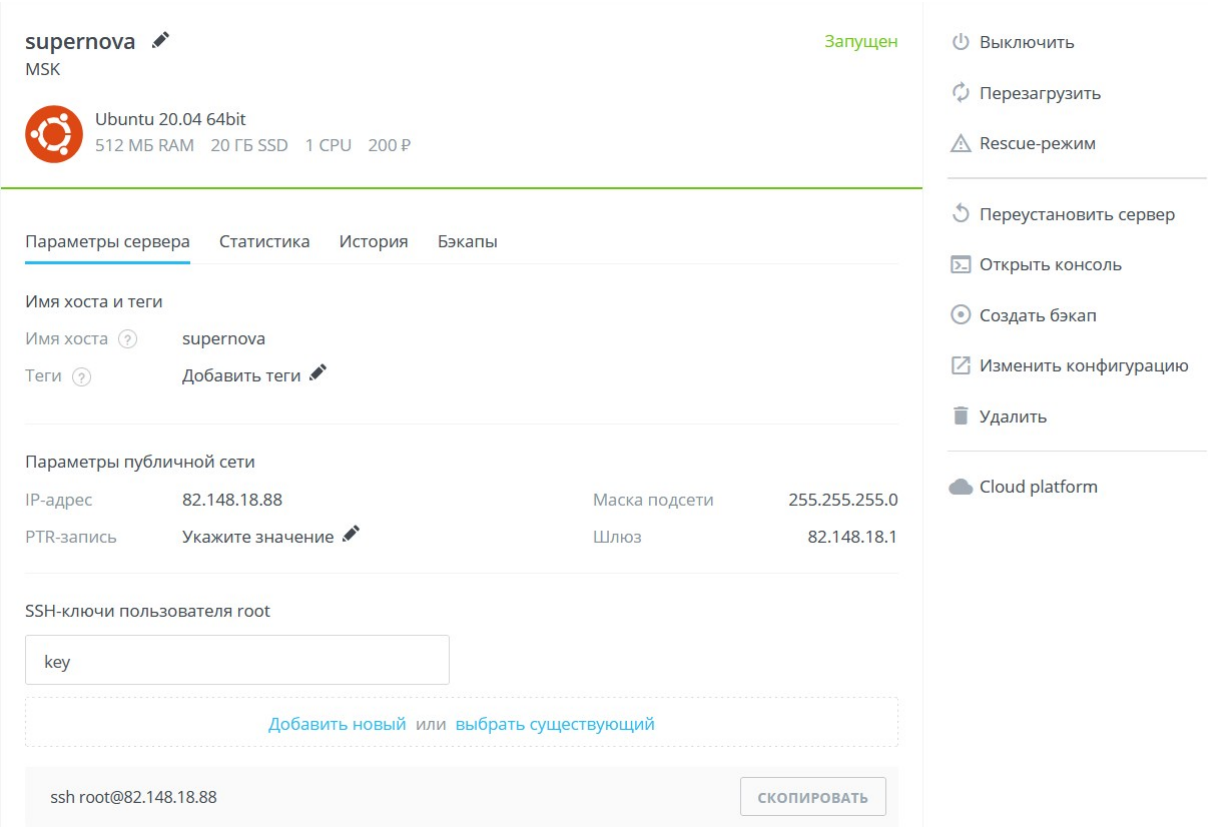 supernova
MSK
Запущен
Ubuntu 20.04 64bit
512 МБ RAM 20 ГБ SSD 1 CPU 200 ₽
Параметры сервера Статистика История Бэкапы
Имя хоста и теги
Имя хоста ? supernova
Теги ? Добавить теги
Параметры публичной сети
IP-адрес 82.148.18.88 Маска подсети 255.255.255.0
PTR-запись Укажите значение Шлюз 82.148.18.1
SSH-ключи пользователя root
key
Добавить новый или выбрать существующий
ssh root@82.148.18.88 СКОПИРОВАТЬ
Выключить
Перезагрузить
Rescue-режим
Переустановить сервер
Открыть консоль
Создать бэкап
Изменить конфигурацию
Удалить
Cloud platform